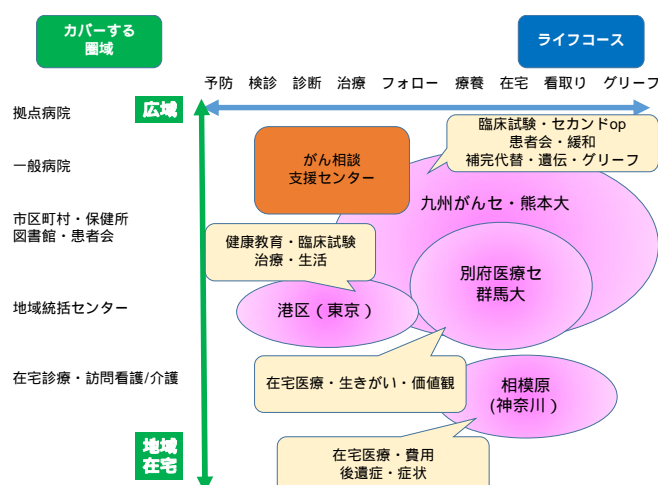 カバーする
圏域
ライフコース
予防 検診 診断 治療 フォロー 療養 在宅 看取り グリーフ
広域
拠点病院
一般病院
市区町村・保健所
図書館・患者会
地域統括センター
在宅診療・訪問看護/介護
地域
在宅
がん相談
支援センター
臨床試験・セカンドop
患者会・緩和
補完代替・遺伝・グリーフ
九州がんセ・熊本大
健康教育・臨床試験
治療・生活
別府医療セ
群馬大
港区(東京)
在宅医療・生きがい・価値観
相模原
(神奈川)
在宅医療・費用
後遺症・症状